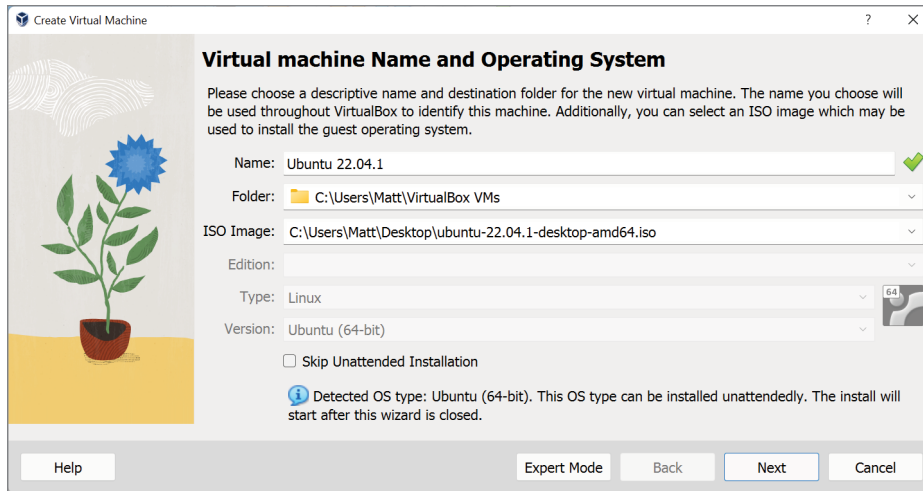 Create Virtual Machine
Virtual machine Name and Operating System
Please choose a descriptive name and destination folder for the new virtual machine. The name you choose will
be used throughout VirtualBox to identify this machine. Additionally, you can select an ISO image which may be
used to install the guest operating system.
Name: Ubuntu 22.04.1
Folder: C:\Users\Matt\VirtualBox VMs
ISO Image: C:\Users\Matt\Desktop\ubuntu-22.04.1-desktop-amd64.iso
Edition:
Type: Linux
64
Version: Ubuntu (64-bit)
Skip Unattended Installation
Detected OS type: Ubuntu (64-bit). This OS type can be installed unattendedly. The install will
start after this wizard is closed.
Help Expert Mode Back Next Cancel